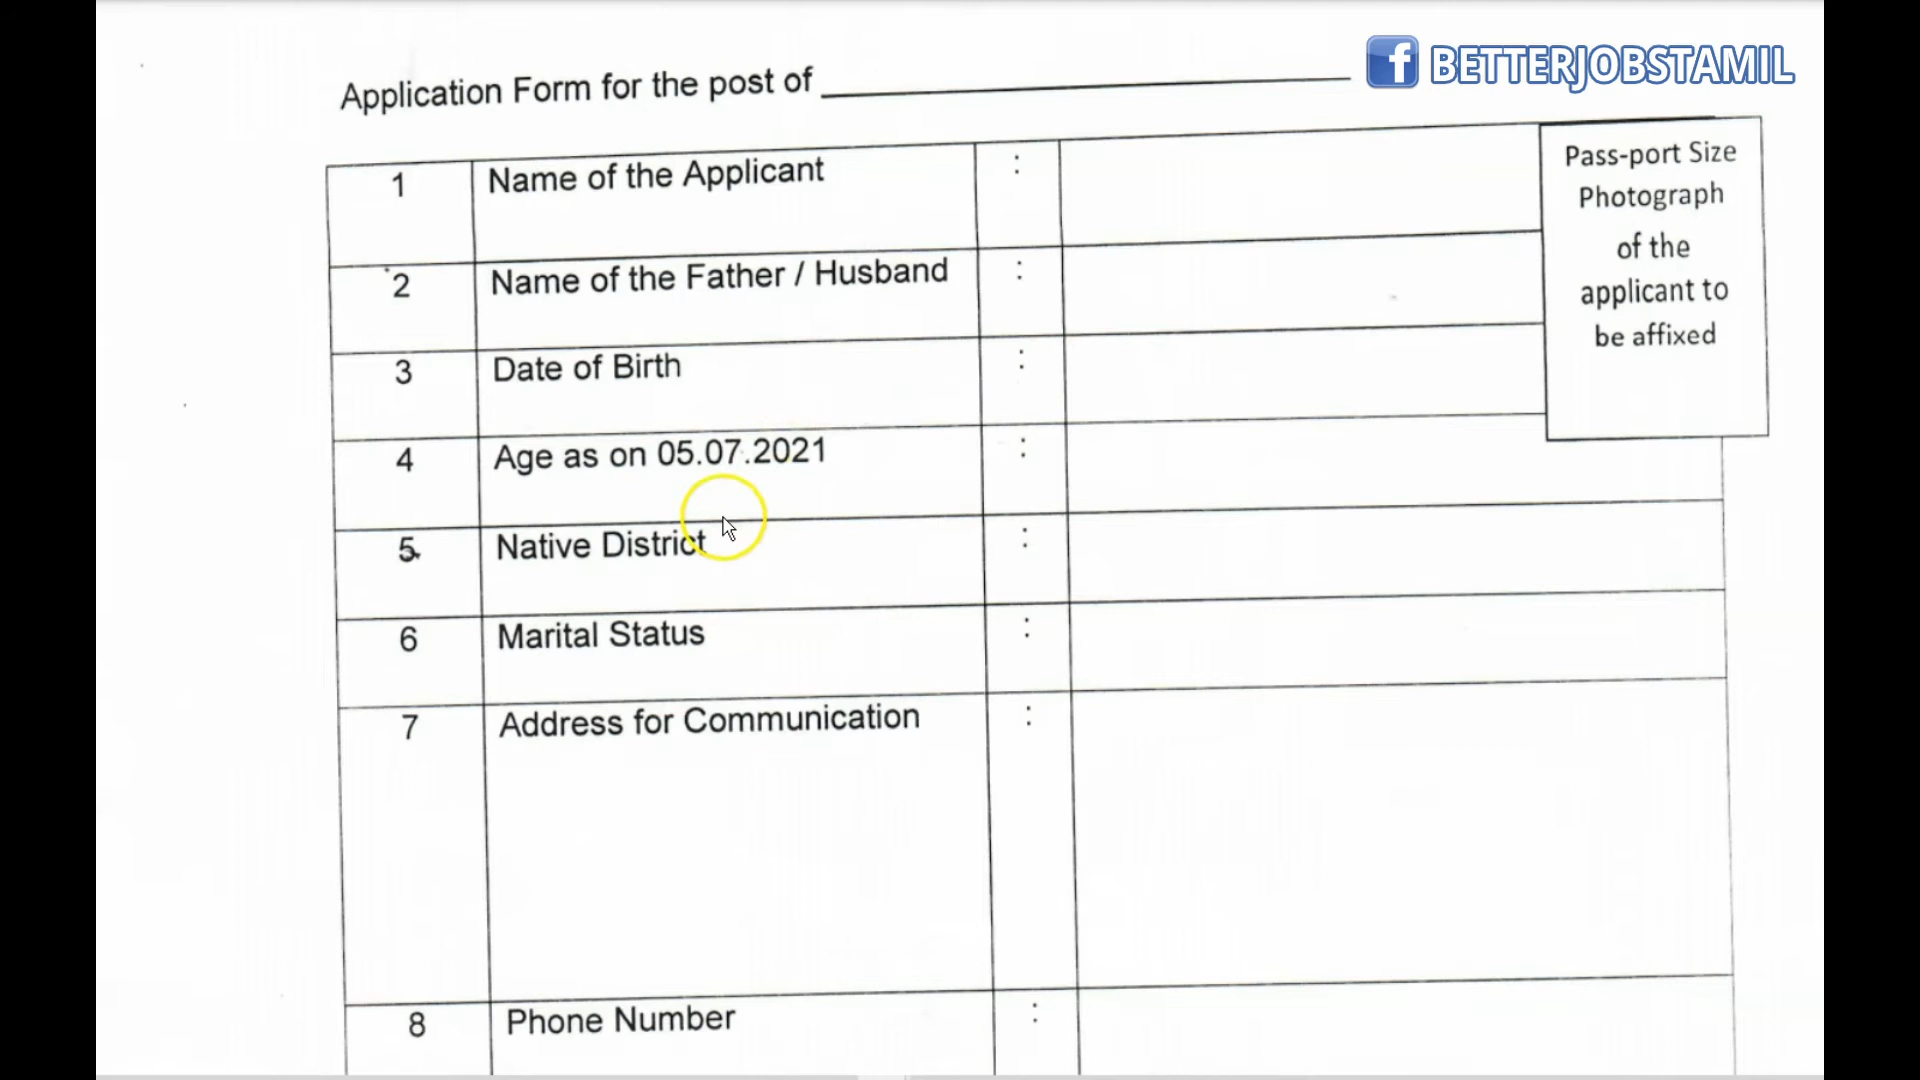 BETTERJOBSTAMIL
Application Form for the post of
Pass-port Size
Photograph
of the
applicant to
be affixed
1 Name of the Applicant :
2 Name of the Father / Husband :
3 Date of Birth :
4 Age as on 05.07.2021 :
5. Native District :
6 Marital Status :
7 Address for Communication :
8 Phone Number :